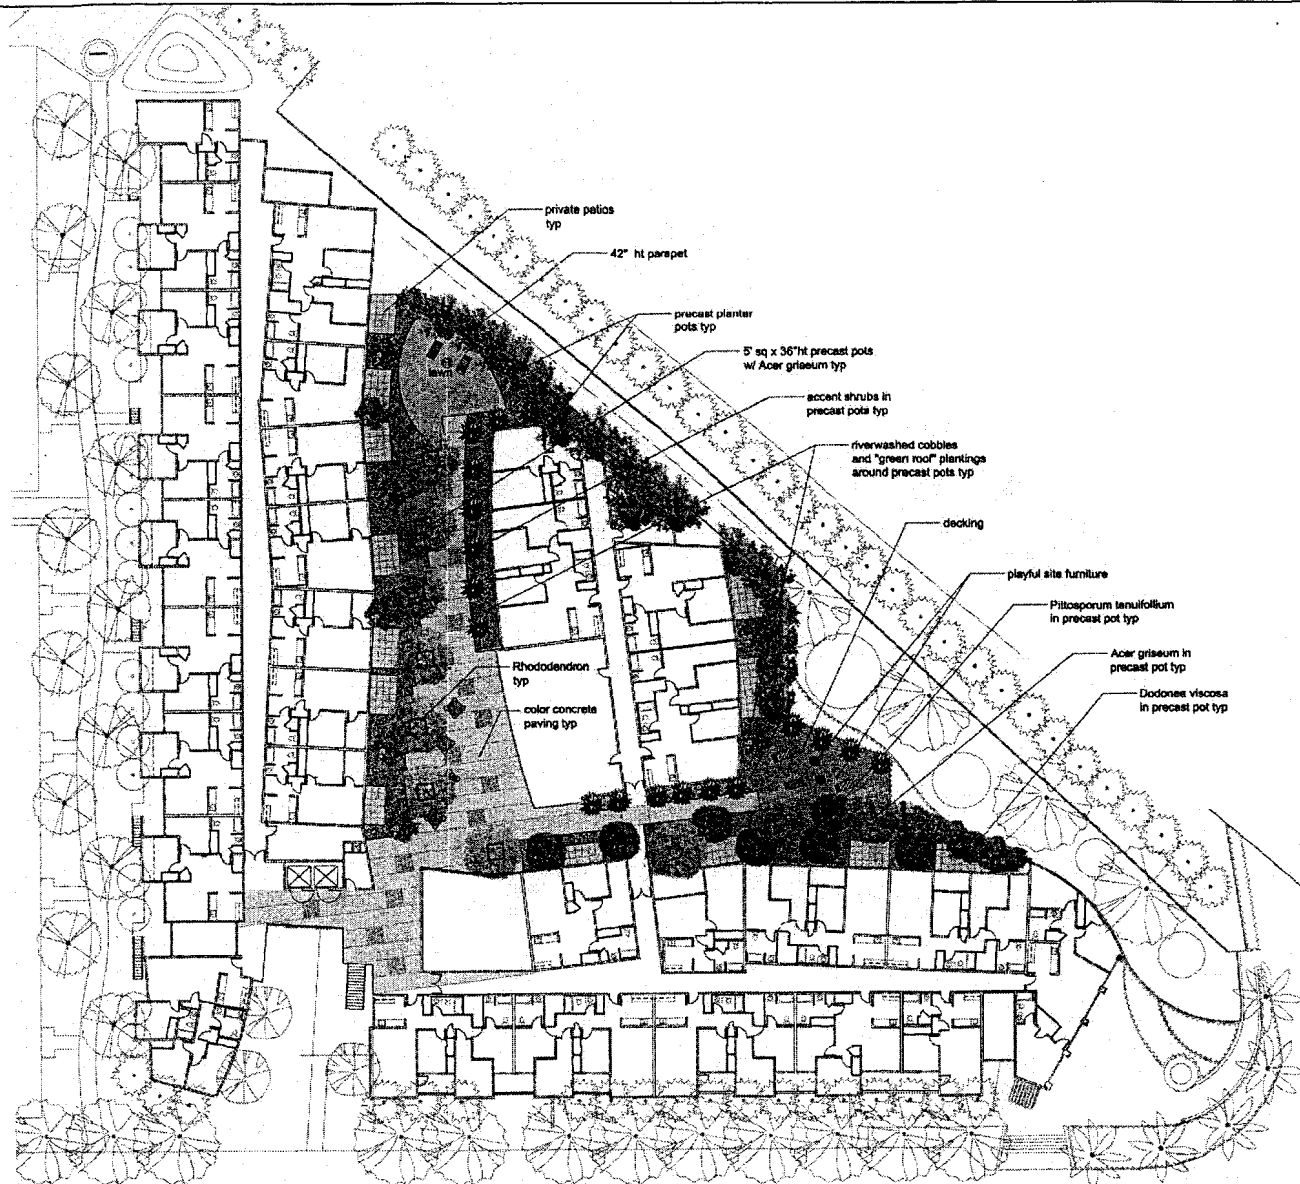 private patios
typ
42" ht parapet
precast planter
pots typ
5' sq x 36"ht precast pots
w/ Acer griseum typ
accent shrubs in
precast pots typ
riverwashed cobbles
and "green roof" plantings
around precast pots typ
decking
playful site furniture
Pittosporum tenuifollium
in precast pot typ
Acer griseum in
precast pot typ
Dodonea viscosa
in precast pot typ
Rhododendron
typ
color concrete
paving typ